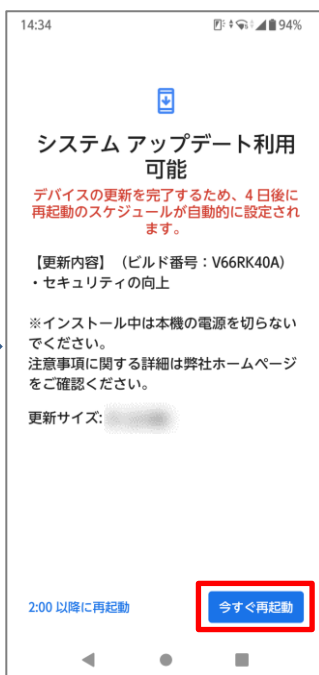 14:34 94%
システム アップデート利用
可能
デバイスの更新を完了するため、4 日後に
再起動のスケジュールが自動的に設定され
ます。
【更新内容】（ビルド番号：V66RK40A）
・セキュリティの向上
※インストール中は本機の電源を切らない
でください。
注意事項に関する詳細は弊社ホームページ
をご確認ください。
更新サイズ:
2:00 以降に再起動 今すぐ再起動